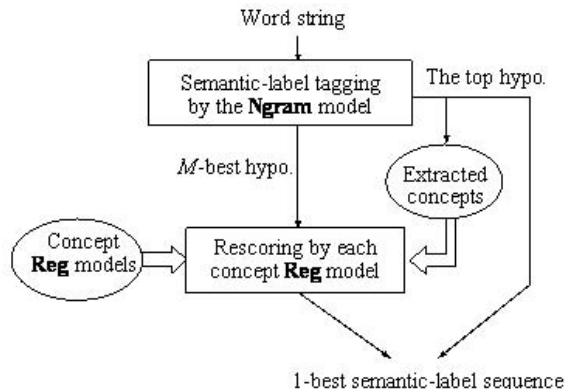 Word string
Semantic-label tagging
by the Ngram model
The top hypo.
M-best hypo.
Extracted
concepts
Concept
Reg models
Rescoring by each
concept Reg model
1-best semantic-label sequence